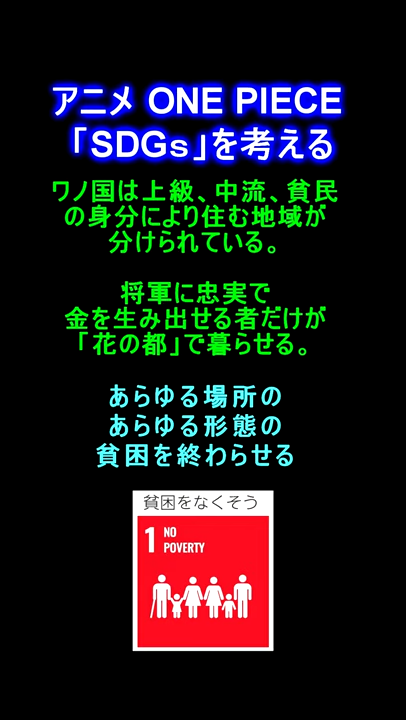 アニメ ONE PIECE
「SDGs」を考える
ワノ国は上級、中流、貧民
の身分により住む地域が
分けられている。
将軍に忠実で
金を生み出せる者だけが
「花の都」で暮らせる。
あらゆる場所の
あらゆる形態の
貧困を終わらせる
貧困をなくそう
1 NO
POVERTY